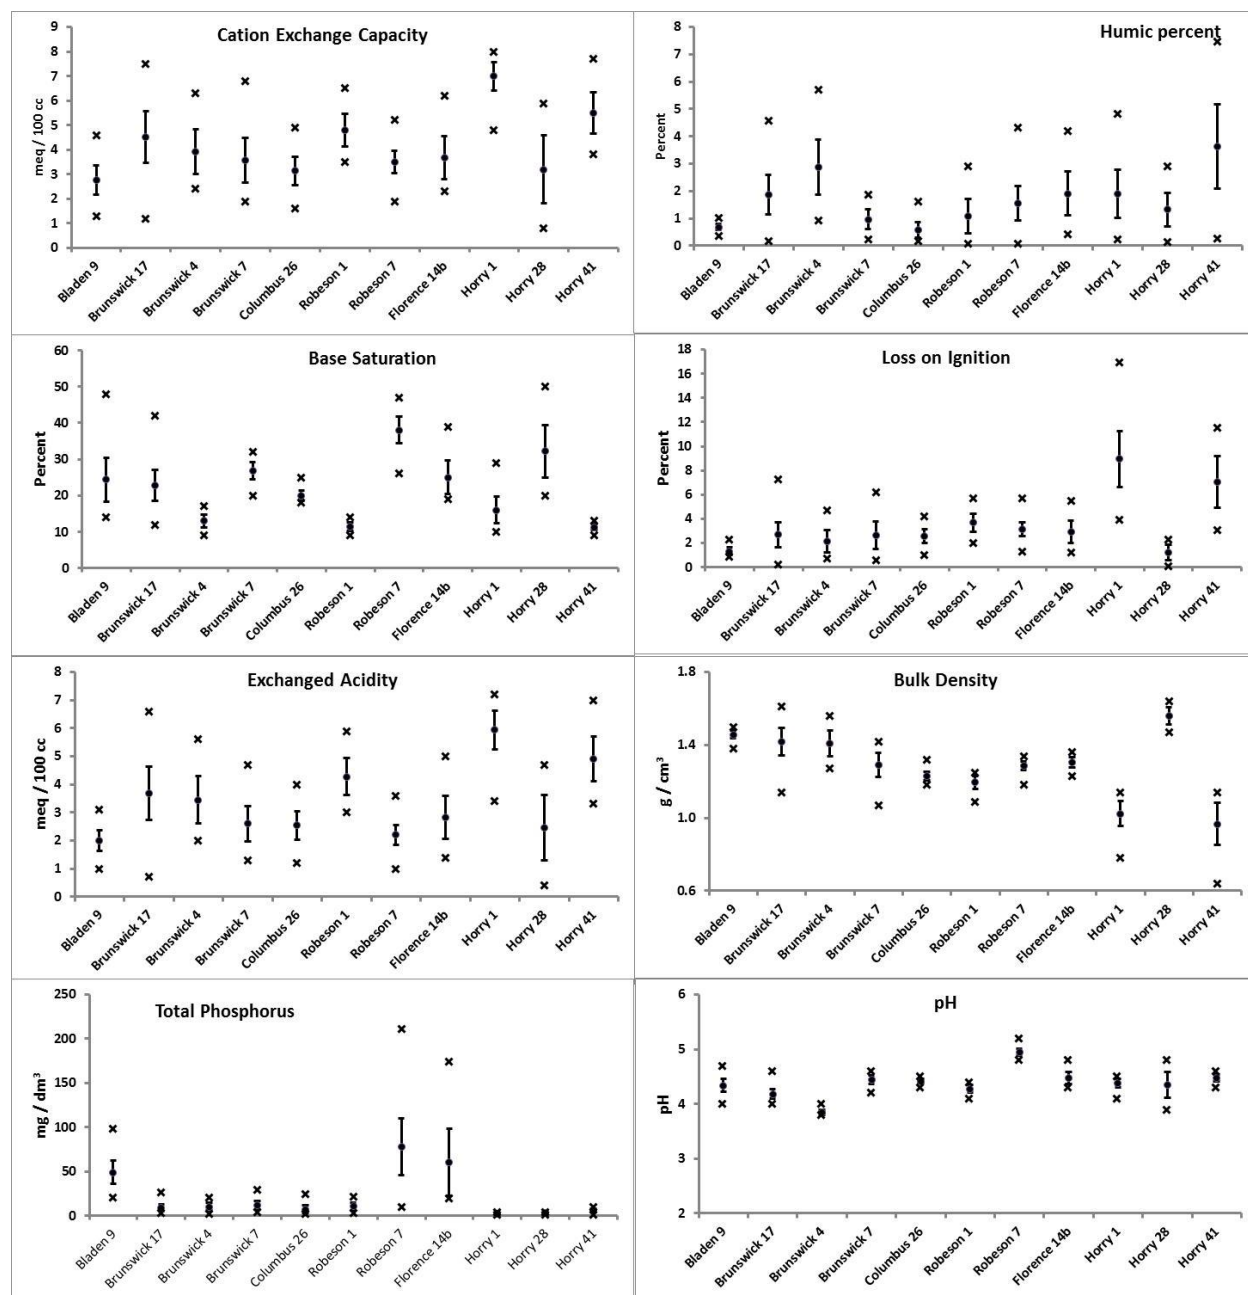 Cation Exchange Capacity
meq / 100 cc
9
8
7
6
5
4
3
2
1
0
Bladen 9
Brunswick 17
Brunswick 4
Brunswick 7
Columbus 26
Robeson 1
Robeson 7
Florence 14b
Horry 1
Horry 28
Horry 41
Humic percent
Percent
8
7
6
5
4
3
2
1
0
Bladen 9
Brunswick 17
Brunswick 4
Brunswick 7
Columbus 26
Robeson 1
Robeson 7
Florence 14b
Horry 1
Horry 28
Horry 41
Base Saturation
Percent
60
50
40
30
20
10
0
Bladen 9
Brunswick 17
Brunswick 4
Brunswick 7
Columbus 26
Robeson 1
Robeson 7
Florence 14b
Horry 1
Horry 28
Horry 41
Loss on Ignition
Percent
18
16
14
12
10
8
6
4
2
0
Bladen 9
Brunswick 17
Brunswick 4
Brunswick 7
Columbus 26
Robeson 1
Robeson 7
Florence 14b
Horry 1
Horry 28
Horry 41
Exchanged Acidity
meq / 100 cc
8
7
6
5
4
3
2
1
0
Bladen 9
Brunswick 17
Brunswick 4
Brunswick 7
Columbus 26
Robeson 1
Robeson 7
Florence 14b
Horry 1
Horry 28
Horry 41
Bulk Density
g / cm³
1.8
1.4
1.0
0.6
Bladen 9
Brunswick 17
Brunswick 4
Brunswick 7
Columbus 26
Robeson 1
Robeson 7
Florence 14b
Horry 1
Horry 28
Horry 41
Total Phosphorus
mg / dm³
250
200
150
100
50
0
Bladen 9
Brunswick 17
Brunswick 4
Brunswick 7
Columbus 26
Robeson 1
Robeson 7
Florence 14b
Horry 1
Horry 28
Horry 41
pH
pH
6
5
4
3
2
Bladen 9
Brunswick 17
Brunswick 4
Brunswick 7
Columbus 26
Robeson 1
Robeson 7
Florence 14b
Horry 1
Horry 28
Horry 41